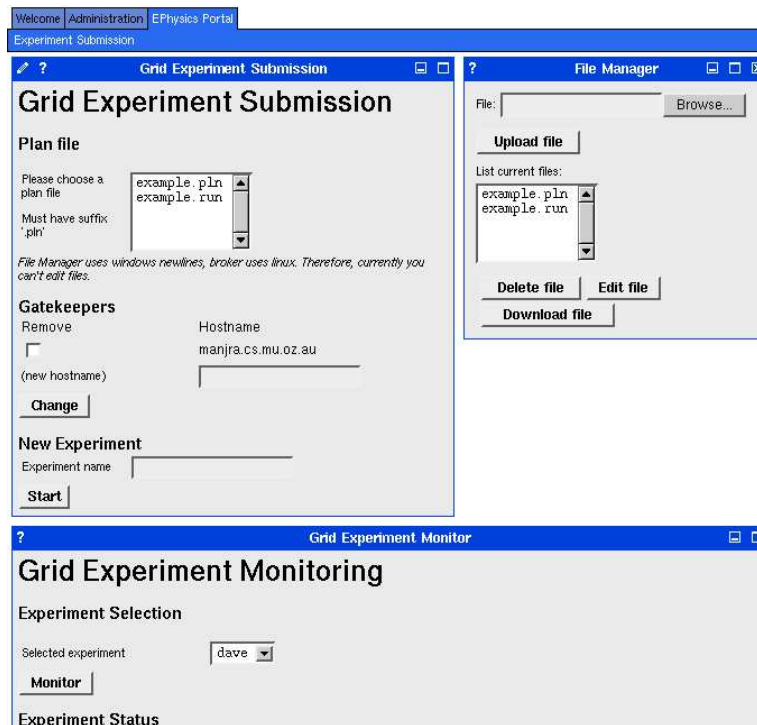 Welcome Administration EPhysics Portal
Experiment Submission
? Grid Experiment Submission
Grid Experiment Submission
Plan file
Please choose a
plan file
Must have suffix
'.pln'
example.pln
example.run
File Manager uses windows newlines, broker uses linux. Therefore, currently you
can't edit files.
Gatekeepers
Remove Hostname
manjra.cs.mu.oz.au
(new hostname)
Change
New Experiment
Experiment name
Start
? File Manager
File: Browse...
Upload file
List current files:
example.pln
example.run
Delete file Edit file
Download file
? Grid Experiment Monitor
Grid Experiment Monitoring
Experiment Selection
Selected experiment dave
Monitor
Experiment Status